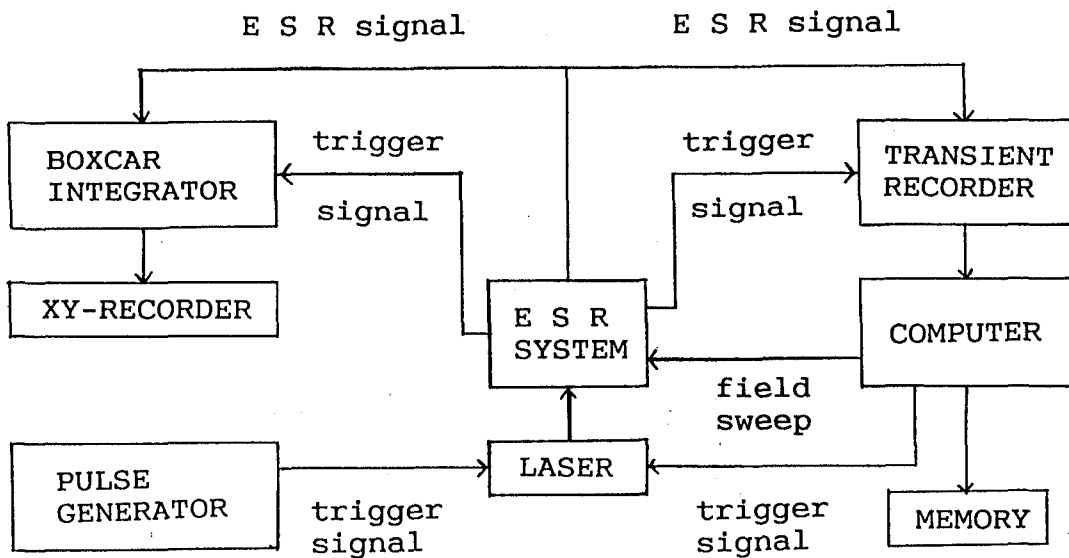 E S R signal
E S R signal
trigger
signal
trigger
signal
BOXCAR
INTEGRATOR
TRANSIENT
RECORDER
XY-RECORDER
E S R
SYSTEM
COMPUTER
field
sweep
PULSE
GENERATOR
LASER
trigger
signal
trigger
signal
MEMORY